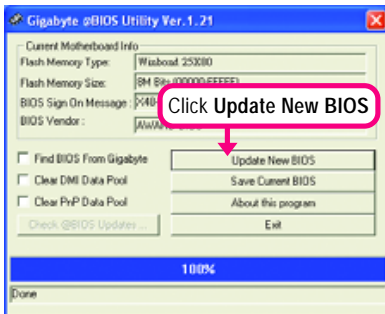 Gigabyte @BIOS Utility Ver.1.21
Current Motherboard Info
Flash Memory Type: Winbond 25X80
Flash Memory Size: 8M Bits (00000-FFFFF)
BIOS Sign On Message : X48-
BIOS Vendor : AWARD
Click Update New BIOS
Find BIOS From Gigabyte
Update New BIOS
Clear DMI Data Pool
Save Current BIOS
Clear PnP Data Pool
About this program
Check @BIOS Updates ...
Exit
100%
Done